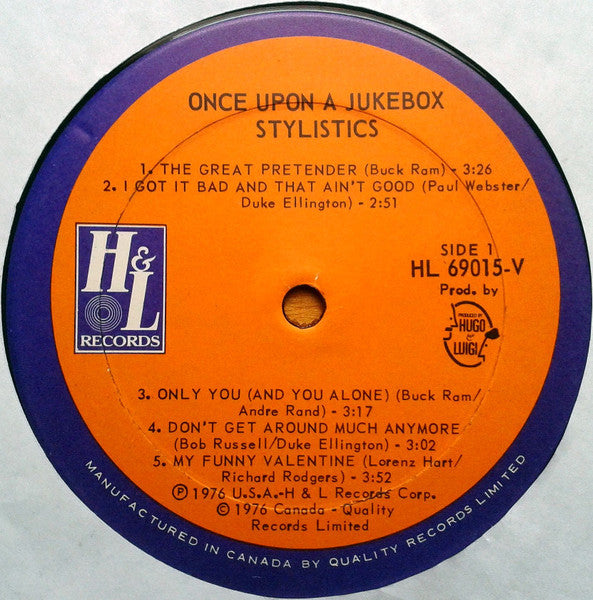 ONCE UPON A JUKEBOX
STYLISTICS
1. THE GREAT PRETENDER (Buck Ram) - 3:26
2. I GOT IT BAD AND THAT AIN'T GOOD (Paul Webster/
Duke Ellington) - 2:51
H&L
RECORDS
SIDE 1
HL 69015-V
Prod. by
PRODUCED BY
HUGO
&
LUIGI
3. ONLY YOU (AND YOU ALONE) (Buck Ram/
Andre Rand) - 3:17
4. DON'T GET AROUND MUCH ANYMORE
(Bob Russell/Duke Ellington) - 3:02
5. MY FUNNY VALENTINE (Lorenz Hart/
Richard Rodgers) - 3:52
℗ 1976 U.S.A.-H & L Records Corp.
© 1976 Canada - Quality
Records Limited
MANUFACTURED IN CANADA BY QUALITY RECORDS LIMITED